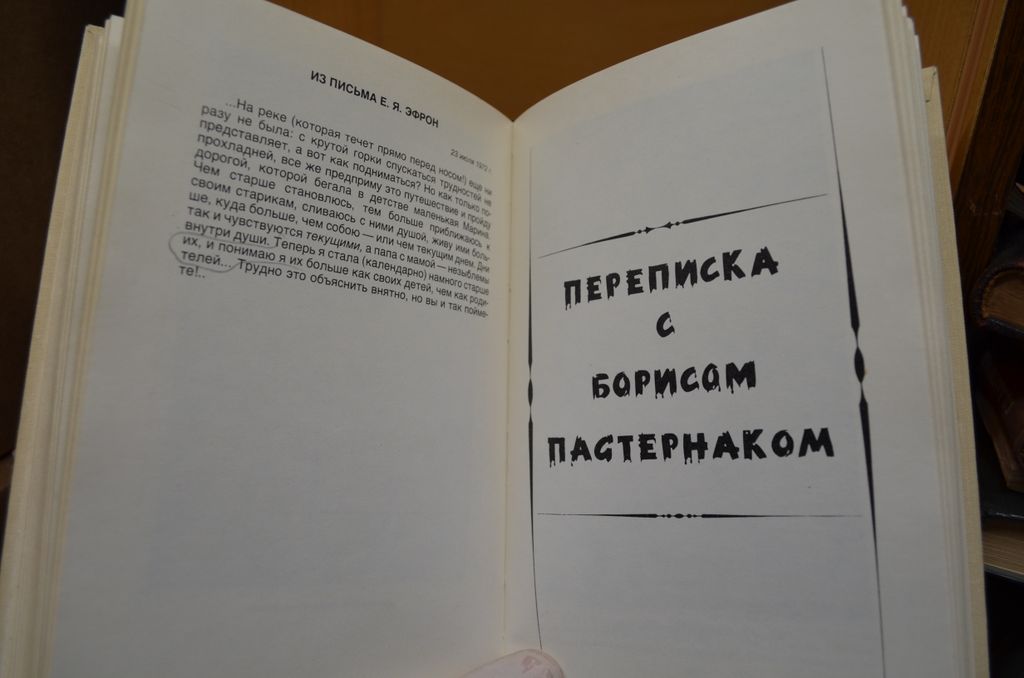 ИЗ ПИСЬМА Е. Я. ЭФРОН
23 июля 1972 г.
...На реке (которая течет прямо перед носом!) еще ни
разу не была: с крутой горки спускаться трудностей не
представляет, а вот как подниматься? Но как только по-
прохладней, все же предприму это путешествие и пройду
дорогой, которой бегала в детстве маленькая Марина.
Чем старше становлюсь, тем больше приближаюсь к
своим старикам, сливаюсь с ними душой, живу ими боль-
ше, куда больше, чем собою — или чем текущим днем. Дни
так и чувствуются текущими, а папа с мамой — незыблемы
внутри души. Теперь я стала (календарно) намного старше
их, и понимаю я их больше как своих детей, чем как роди-
телей... Трудно это объяснить внятно, но вы и так пойме-
те!..
ПЕРЕПИСКА
С
БОРИСОМ
ПАСТЕРНАКОМ